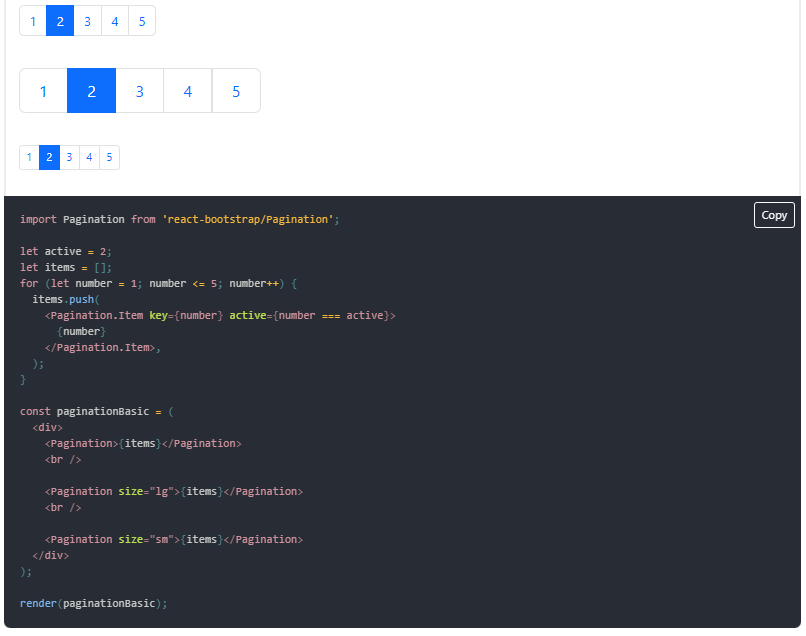 1 2 3 4 5
1 2 3 4 5
1 2 3 4 5
Copy
import Pagination from 'react-bootstrap/Pagination';

let active = 2;
let items = [];
for (let number = 1; number <= 5; number++) {
  items.push(
    <Pagination.Item key={number} active={number === active}>
      {number}
    </Pagination.Item>,
  );
}

const paginationBasic = (
  <div>
    <Pagination>{items}</Pagination>
    <br />

    <Pagination size="lg">{items}</Pagination>
    <br />

    <Pagination size="sm">{items}</Pagination>
  </div>
);

render(paginationBasic);